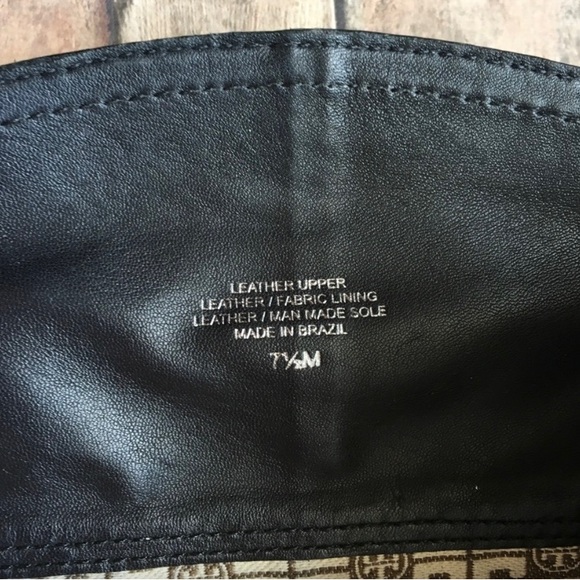 LEATHER UPPER
LEATHER / FABRIC LINING
LEATHER / MAN MADE SOLE
MADE IN BRAZIL
7½M